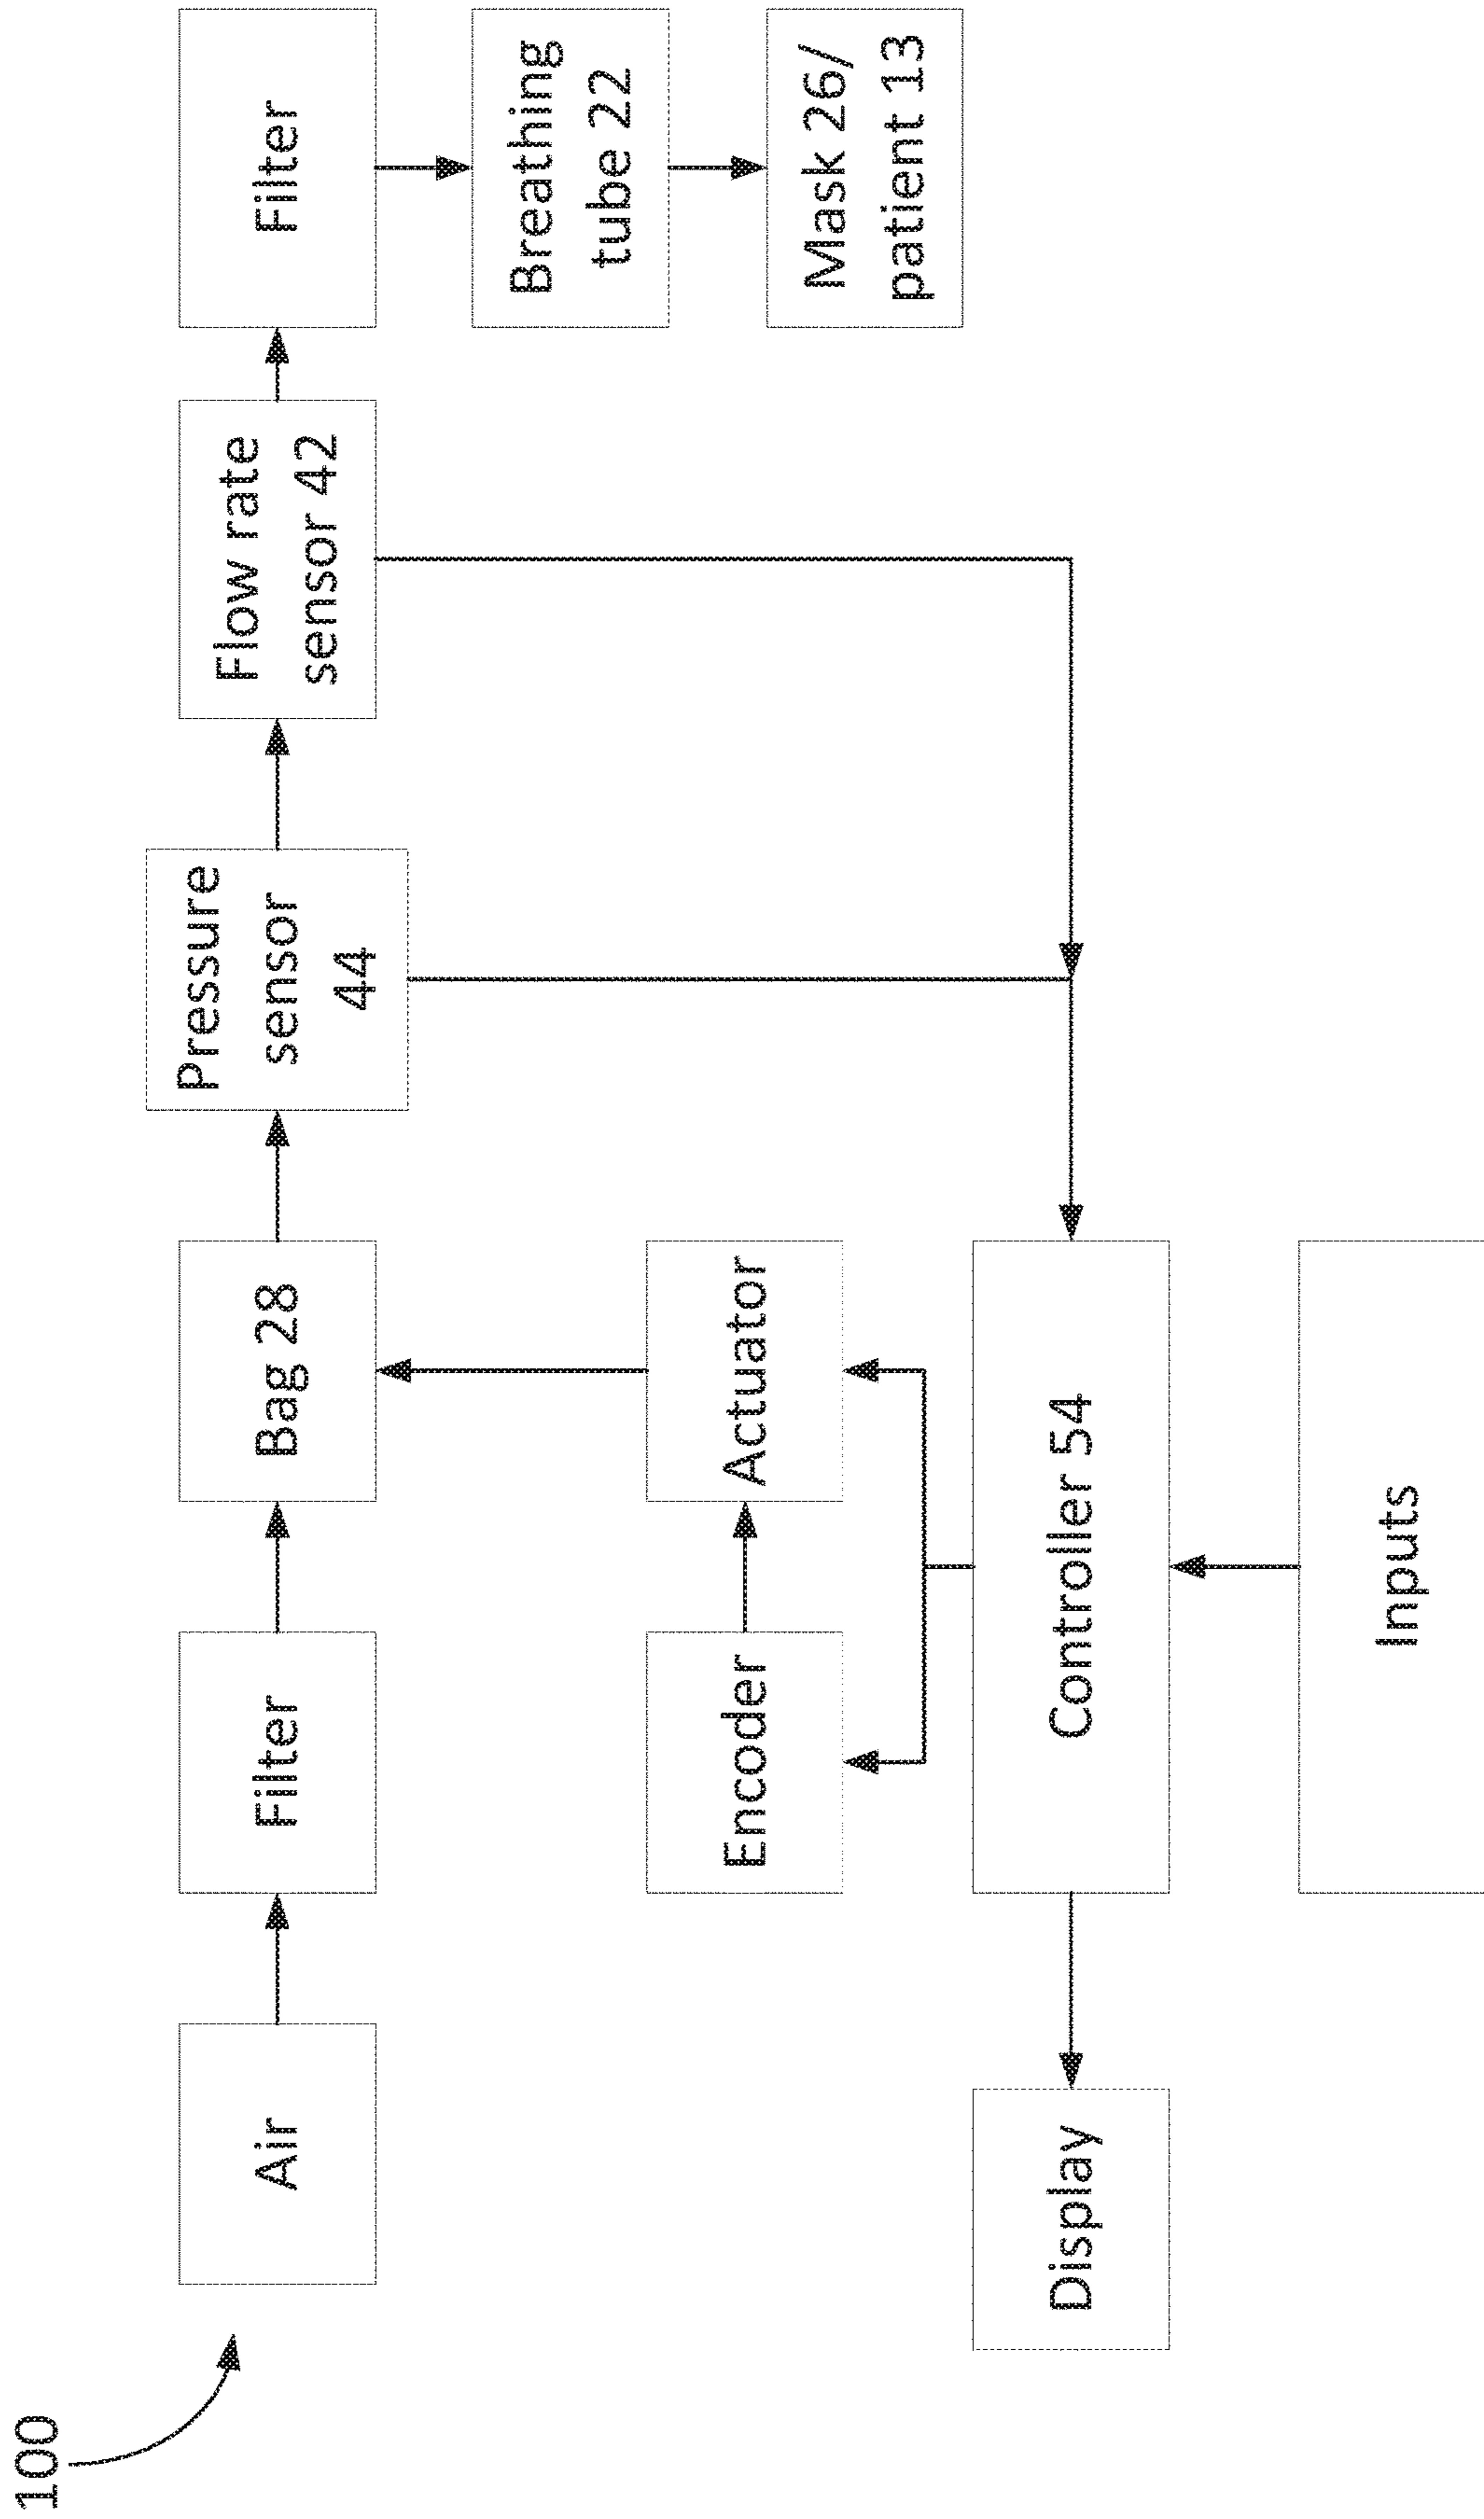 100
Air
Filter
Bag 28
Pressure
sensor
44
Flow rate
sensor 42
Filter
Breathing
tube 22
Mask 26/
patient 13
Encoder
Actuator
Display
Controller 54
Inputs